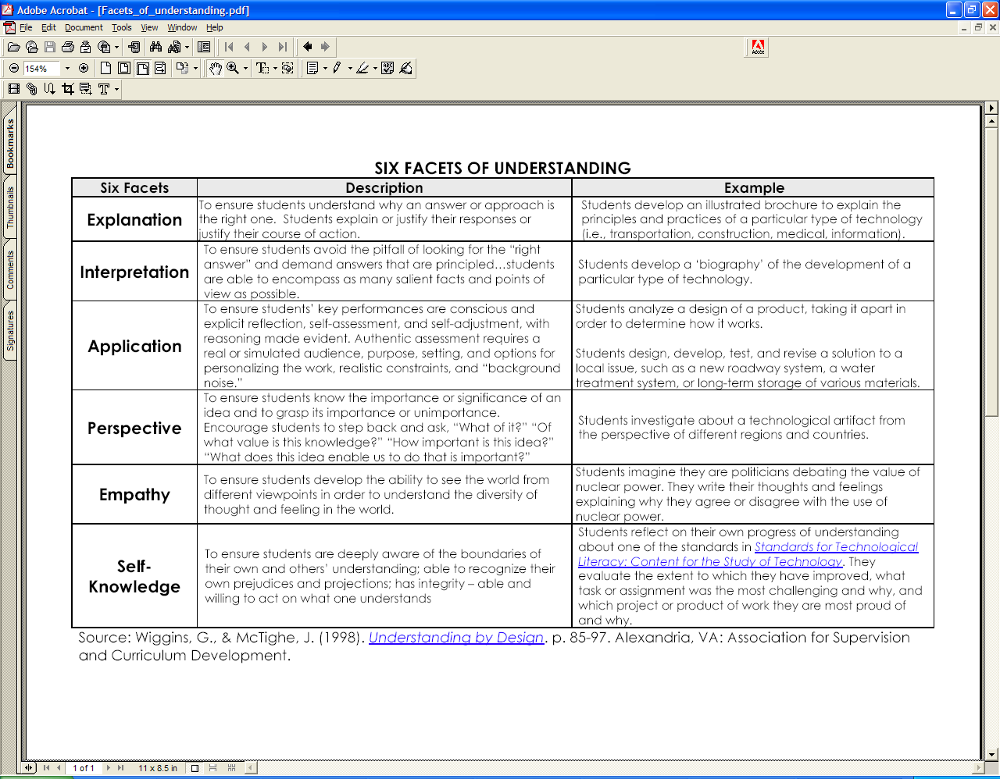 Adobe Acrobat - [Facets_of_understanding.pdf]
File Edit Document Tools View Window Help
Adobe
154%
Bookmarks
Thumbnails
Comments
Signatures
SIX FACETS OF UNDERSTANDING
Six Facets Description Example
Explanation
To ensure students understand why an answer or approach is
the right one. Students explain or justify their responses or
justify their course of action.
Students develop an illustrated brochure to explain the
principles and practices of a particular type of technology
(i.e., transportation, construction, medical, information).
Interpretation
To ensure students avoid the pitfall of looking for the “right
answer” and demand answers that are principled…students
are able to encompass as many salient facts and points of
view as possible.
Students develop a ‘biography’ of the development of a
particular type of technology.
Application
To ensure students’ key performances are conscious and
explicit reflection, self-assessment, and self-adjustment, with
reasoning made evident. Authentic assessment requires a
real or simulated audience, purpose, setting, and options for
personalizing the work, realistic constraints, and “background
noise.”
Students analyze a design of a product, taking it apart in
order to determine how it works.
Students design, develop, test, and revise a solution to a
local issue, such as a new roadway system, a water
treatment system, or long-term storage of various materials.
Perspective
To ensure students know the importance or significance of an
idea and to grasp its importance or unimportance.
Encourage students to step back and ask, “What of it?” “Of
what value is this knowledge?” “How important is this idea?”
“What does this idea enable us to do that is important?”
Students investigate about a technological artifact from
the perspective of different regions and countries.
Empathy
To ensure students develop the ability to see the world from
different viewpoints in order to understand the diversity of
thought and feeling in the world.
Students imagine they are politicians debating the value of
nuclear power. They write their thoughts and feelings
explaining why they agree or disagree with the use of
nuclear power.
Self-
Knowledge
To ensure students are deeply aware of the boundaries of
their own and others’ understanding; able to recognize their
own prejudices and projections; has integrity – able and
willing to act on what one understands
Students reflect on their own progress of understanding
about one of the standards in Standards for Technological
Literacy: Content for the Study of Technology. They
evaluate the extent to which they have improved, what
task or assignment was the most challenging and why, and
which project or product of work they are most proud of
and why.
Source: Wiggins, G., & McTighe, J. (1998). Understanding by Design. p. 85-97. Alexandria, VA: Association for Supervision
and Curriculum Development.
1 of 1 11 x 8.5 in